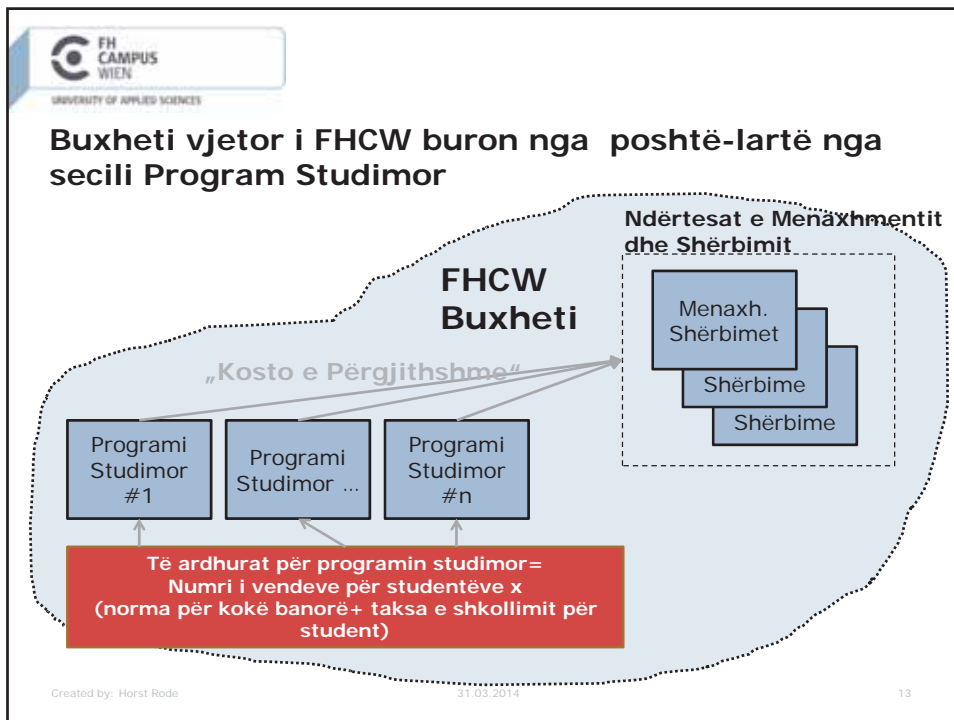 FH
CAMPUS
WIEN
UNIVERSITY OF APPLIED SCIENCES
Buxheti vjetor i FHCW buron nga poshtë-lartë nga
secili Program Studimor
Ndërtesat e Menaxhmentit
dhe Shërbimit
FHCW
Buxheti
Menaxh.
Shërbimet
Shërbime
Shërbime
„Kosto e Përgjithshme“
Programi
Studimor
#1
Programi
Studimor ...
Programi
Studimor
#n
Të ardhurat për programin studimor=
Numri i vendeve për studentëve x
(norma për kokë banorë+ taksa e shkollimit për
student)
Created by: Horst Rode
31.03.2014
13